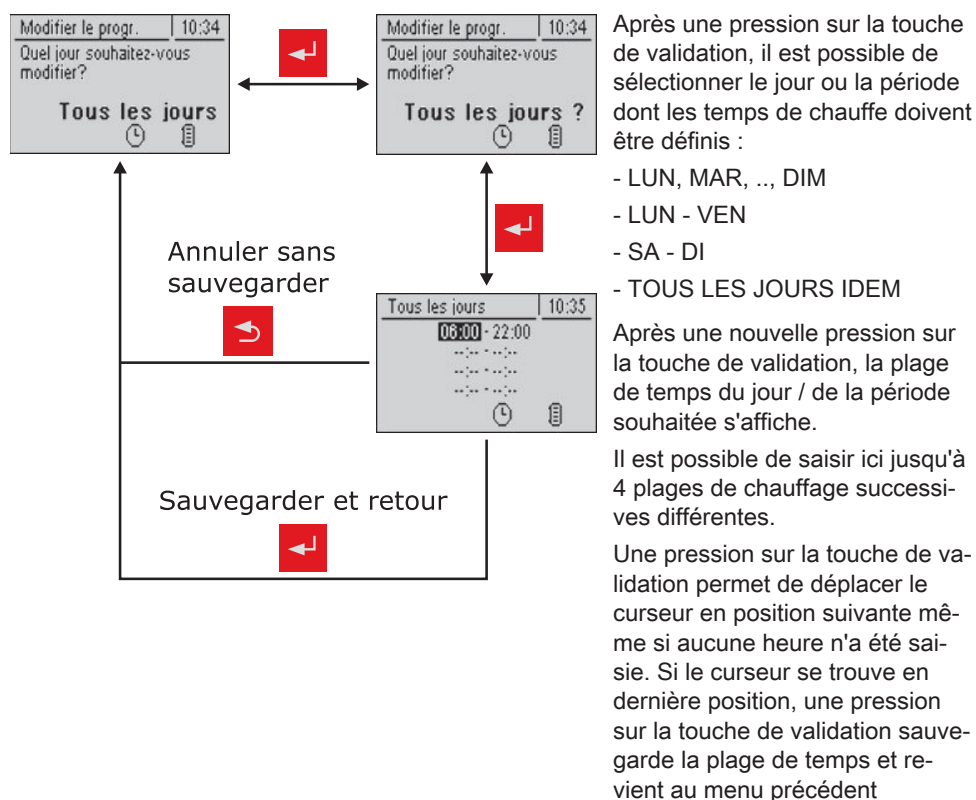 Modifier le progr. 10:34
Quel jour souhaitez-vous
modifier?
Tous les jours
Modifier le progr. 10:34
Quel jour souhaitez-vous
modifier?
Tous les jours ?
Annuler sans
sauvegarder
Tous les jours 10:35
06:00 - 22:00
--:-- - --:--
--:-- - --:--
--:-- - --:--
Sauvegarder et retour
Après une pression sur la touche
de validation, il est possible de
sélectionner le jour ou la période
dont les temps de chauffe doivent
être définis :
- LUN, MAR, .., DIM
- LUN - VEN
- SA - DI
- TOUS LES JOURS IDEM
Après une nouvelle pression sur
la touche de validation, la plage
de temps du jour / de la période
souhaitée s'affiche.
Il est possible de saisir ici jusqu'à
4 plages de chauffage successi-
ves différentes.
Une pression sur la touche de va-
lidation permet de déplacer le
curseur en position suivante mê-
me si aucune heure n'a été sai-
sie. Si le curseur se trouve en
dernière position, une pression
sur la touche de validation sauve-
garde la plage de temps et re-
vient au menu précédent